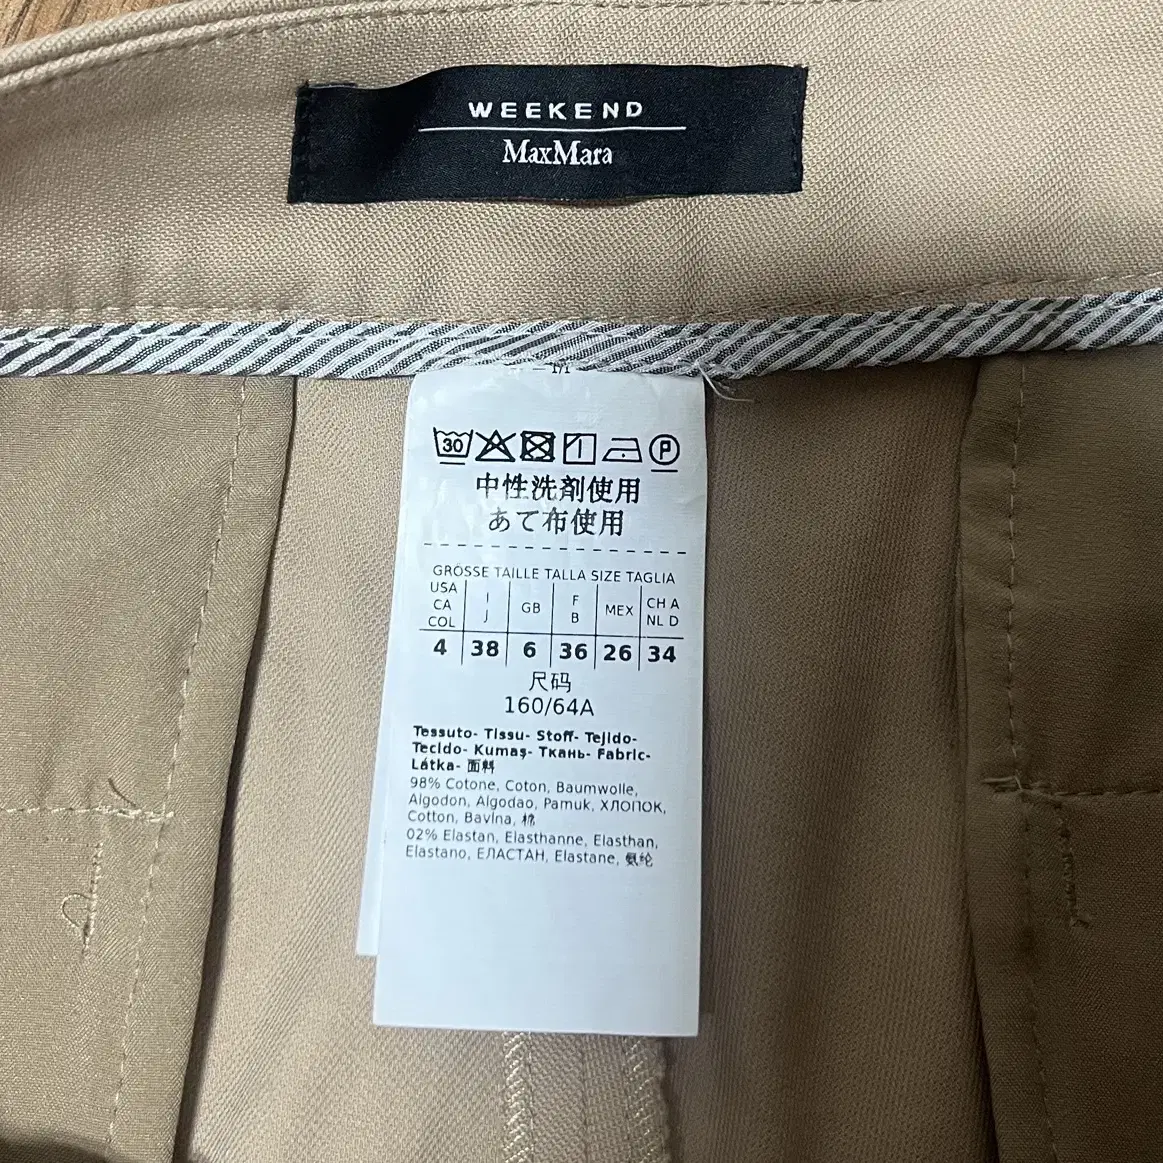 WEEKEND
MaxMara
1/1
30 P
中性洗剤使用
あて布使用
GRÖSSE TAILLE TALLA SIZE TAGLIA
USA CA COL I J GB F B MEX CH A NL D
4 38 6 36 26 34
尺码
160/64A
Tessuto- Tissu- Stoff- Tejido-
Tecido- Kumaş- Ткань- Fabric-
Látka- 面料
98% Cotone, Coton, Baumwolle,
Algodon, Algodao, Pamuk, ХЛОПОК,
Cotton, Bavlna, 棉
02% Elastan, Elasthanne, Elasthan,
Elastano, ЕЛАСТАН, Elastane, 氨纶